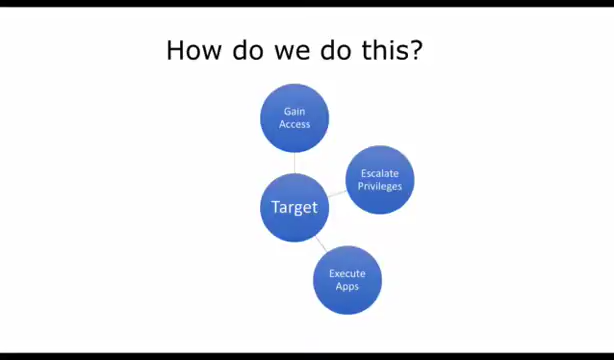 How do we do this?
Gain
Access
Escalate
Privileges
Target
Execute
Apps